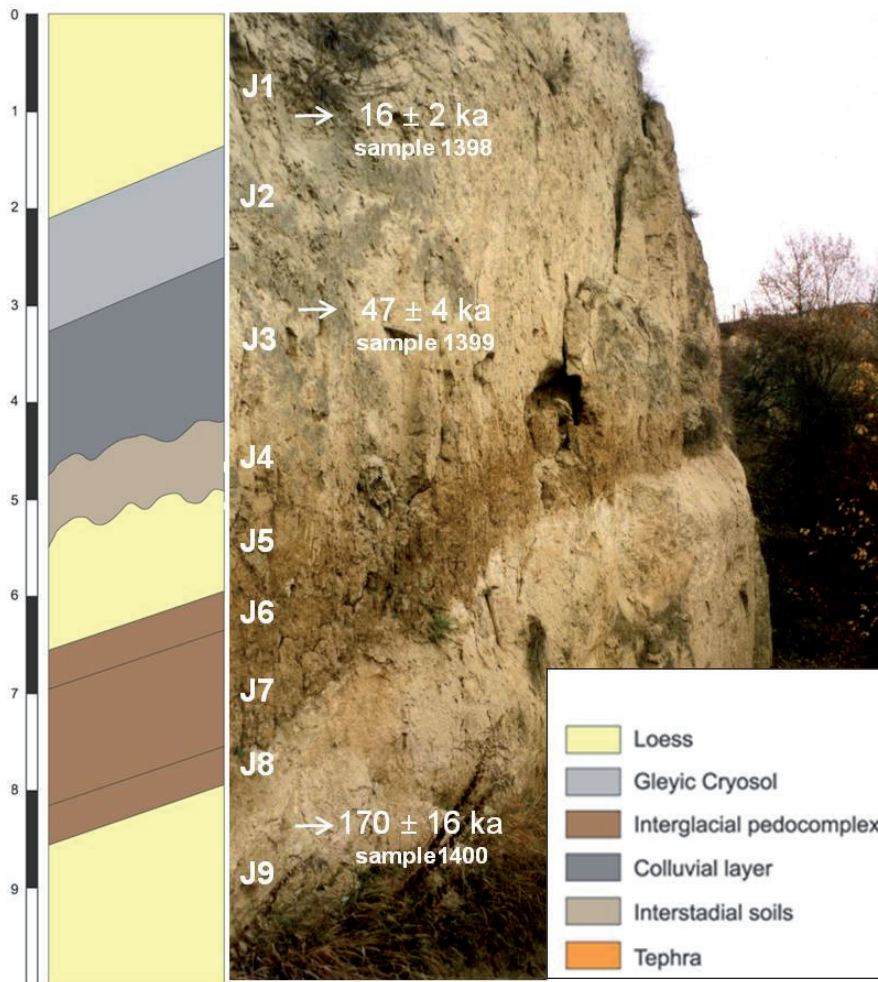 0
1
2
3
4
5
6
7
8
9
J1
16 ± 2 ka
sample 1398
J2
47 ± 4 ka
sample 1399
J3
J4
J5
J6
J7
J8
170 ± 16 ka
sample1400
J9
Loess
Gleyic Cryosol
Interglacial pedocomplex
Colluvial layer
Interstadial soils
Tephra